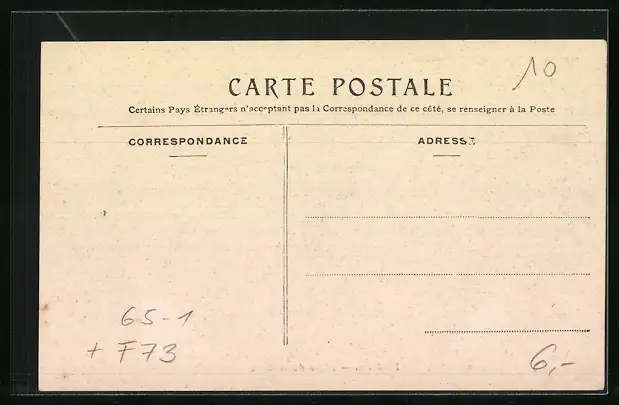 10
CARTE POSTALE
Certains Pays Étrangers n'acceptant pas la Correspondance de ce côté, se renseigner à la Poste
CORRESPONDANCE
ADRESSE
65-1
+ F73
6,-